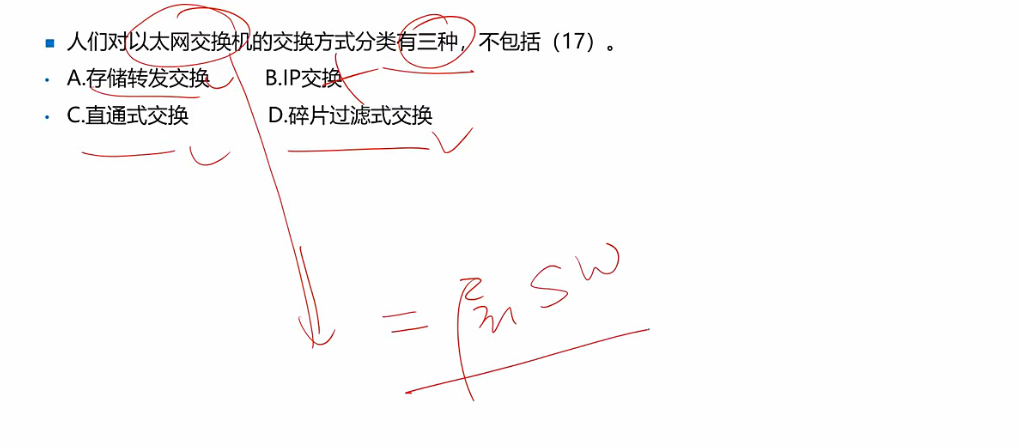 人们对以太网交换机的交换方式分类有三种，不包括（17）。
A.存储转发交换 B.IP交换
C.直通式交换 D.碎片过滤式交换
= SW